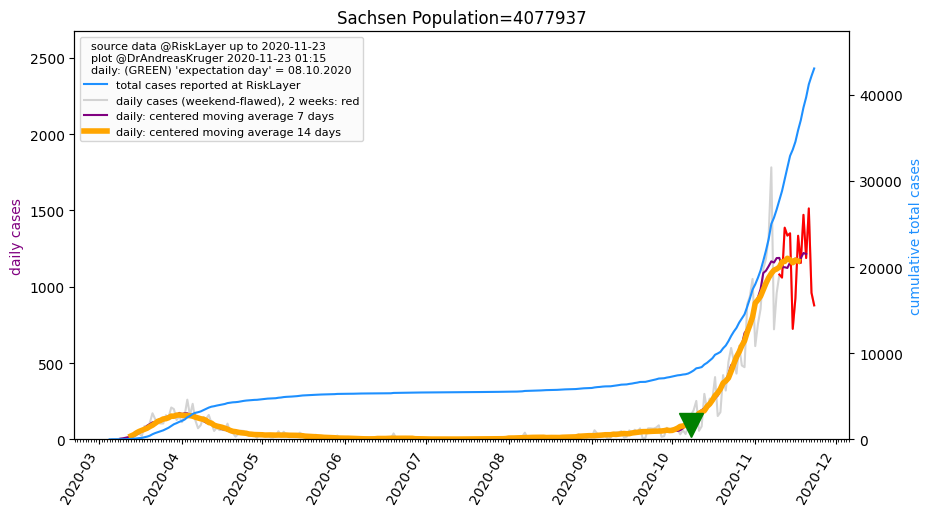 Sachsen Population=4077937
source data @RiskLayer up to 2020-11-23
plot @DrAndreasKruger 2020-11-23 01:15
daily: (GREEN) 'expectation day' = 08.10.2020
total cases reported at RiskLayer
daily cases (weekend-flawed), 2 weeks: red
daily: centered moving average 7 days
daily: centered moving average 14 days
daily cases
2500
2000
1500
1000
500
0
40000
30000
20000
10000
0
cumulative total cases
2020-03
2020-04
2020-05
2020-06
2020-07
2020-08
2020-09
2020-10
2020-11
2020-12